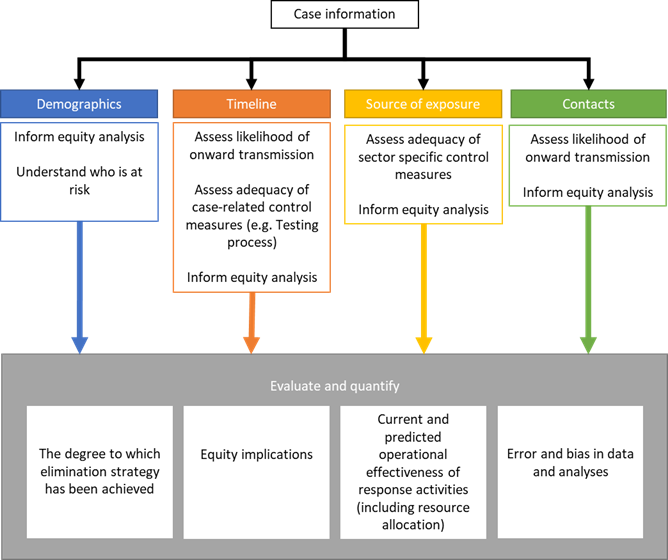 Case information
Demographics
Inform equity analysis
Understand who is at
risk
Timeline
Assess likelihood of
onward transmission
Assess adequacy of
case-related control
measures (e.g. Testing
process)
Inform equity analysis
Source of exposure
Assess adequacy of
sector specific control
measures
Inform equity analysis
Contacts
Assess likelihood of
onward transmission
Inform equity analysis
Evaluate and quantify
The degree to which
elimination strategy
has been achieved
Equity implications
Current and
predicted
operational
effectiveness of
response activities
(including resource
allocation)
Error and bias in data
and analyses